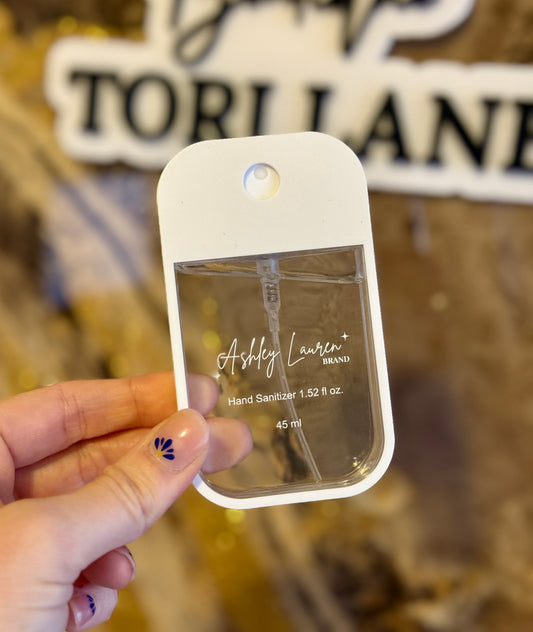 TORI LANE
Ashley Lauren
BRAND
Hand Sanitizer 1.52 fl oz.
45 ml